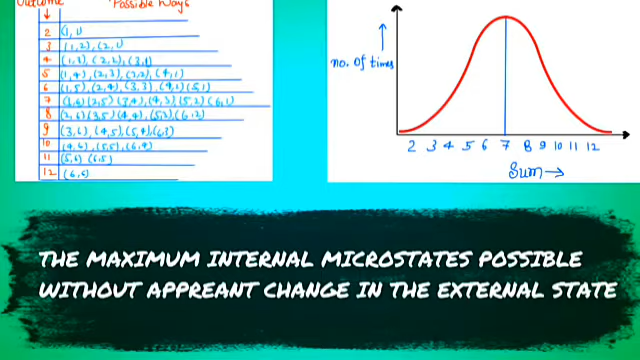 Outcome Possible Ways
2 (1,1)
3 (1,2), (2,1)
4 (1,3), (2,2), (3,1)
5 (1,4), (2,3), (3,2), (4,1)
6 (1,5), (2,4), (3,3), (4,1) (5,1)
7 (1,6) (2,5) (3,4), (4,3) (5,2) (6,1)
8 (2,6) (3,5) (4,4), (5,3) (6,2)
9 (3,6), (4,5), (5,4) (6,3)
10 (4,6), (5,5), (6,4)
11 (5,6) (6,5)
12 (6,6)
no. of times
2 3 4 5 6 7 8 9 10 11 12
Sum
THE MAXIMUM INTERNAL MICROSTATES POSSIBLE
WITHOUT APPREANT CHANGE IN THE EXTERNAL STATE